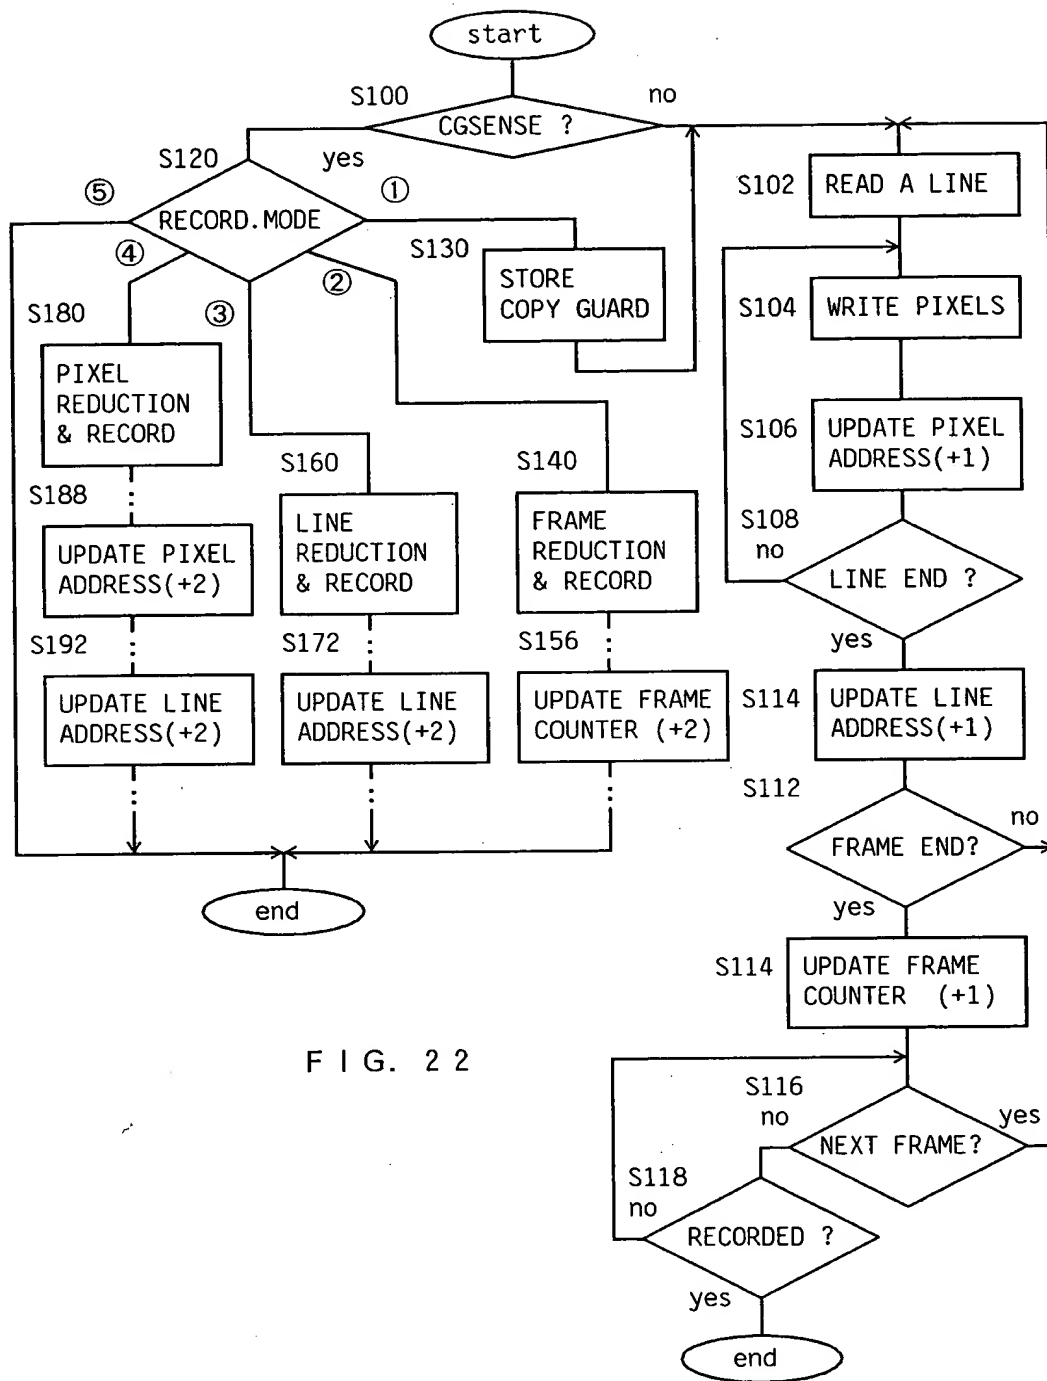 start
S100
no
CGSENSE ?
S120
yes
⑤
①
RECORD.MODE
S102
READ A LINE
④
S130
STORE
COPY GUARD
②
③
S104
WRITE PIXELS
S180
PIXEL
REDUCTION
& RECORD
S106
UPDATE PIXEL
ADDRESS(+1)
S160
S140
S188
LINE
REDUCTION
& RECORD
FRAME
REDUCTION
& RECORD
S108
no
LINE END ?
yes
UPDATE PIXEL
ADDRESS(+2)
S192
S172
S156
UPDATE LINE
ADDRESS(+2)
UPDATE LINE
ADDRESS(+2)
UPDATE FRAME
COUNTER (+2)
S114
UPDATE LINE
ADDRESS(+1)
S112
no
FRAME END?
yes
end
S114
UPDATE FRAME
COUNTER (+1)
FIG. 22
S116
no
yes
NEXT FRAME?
S118
no
RECORDED ?
yes
end